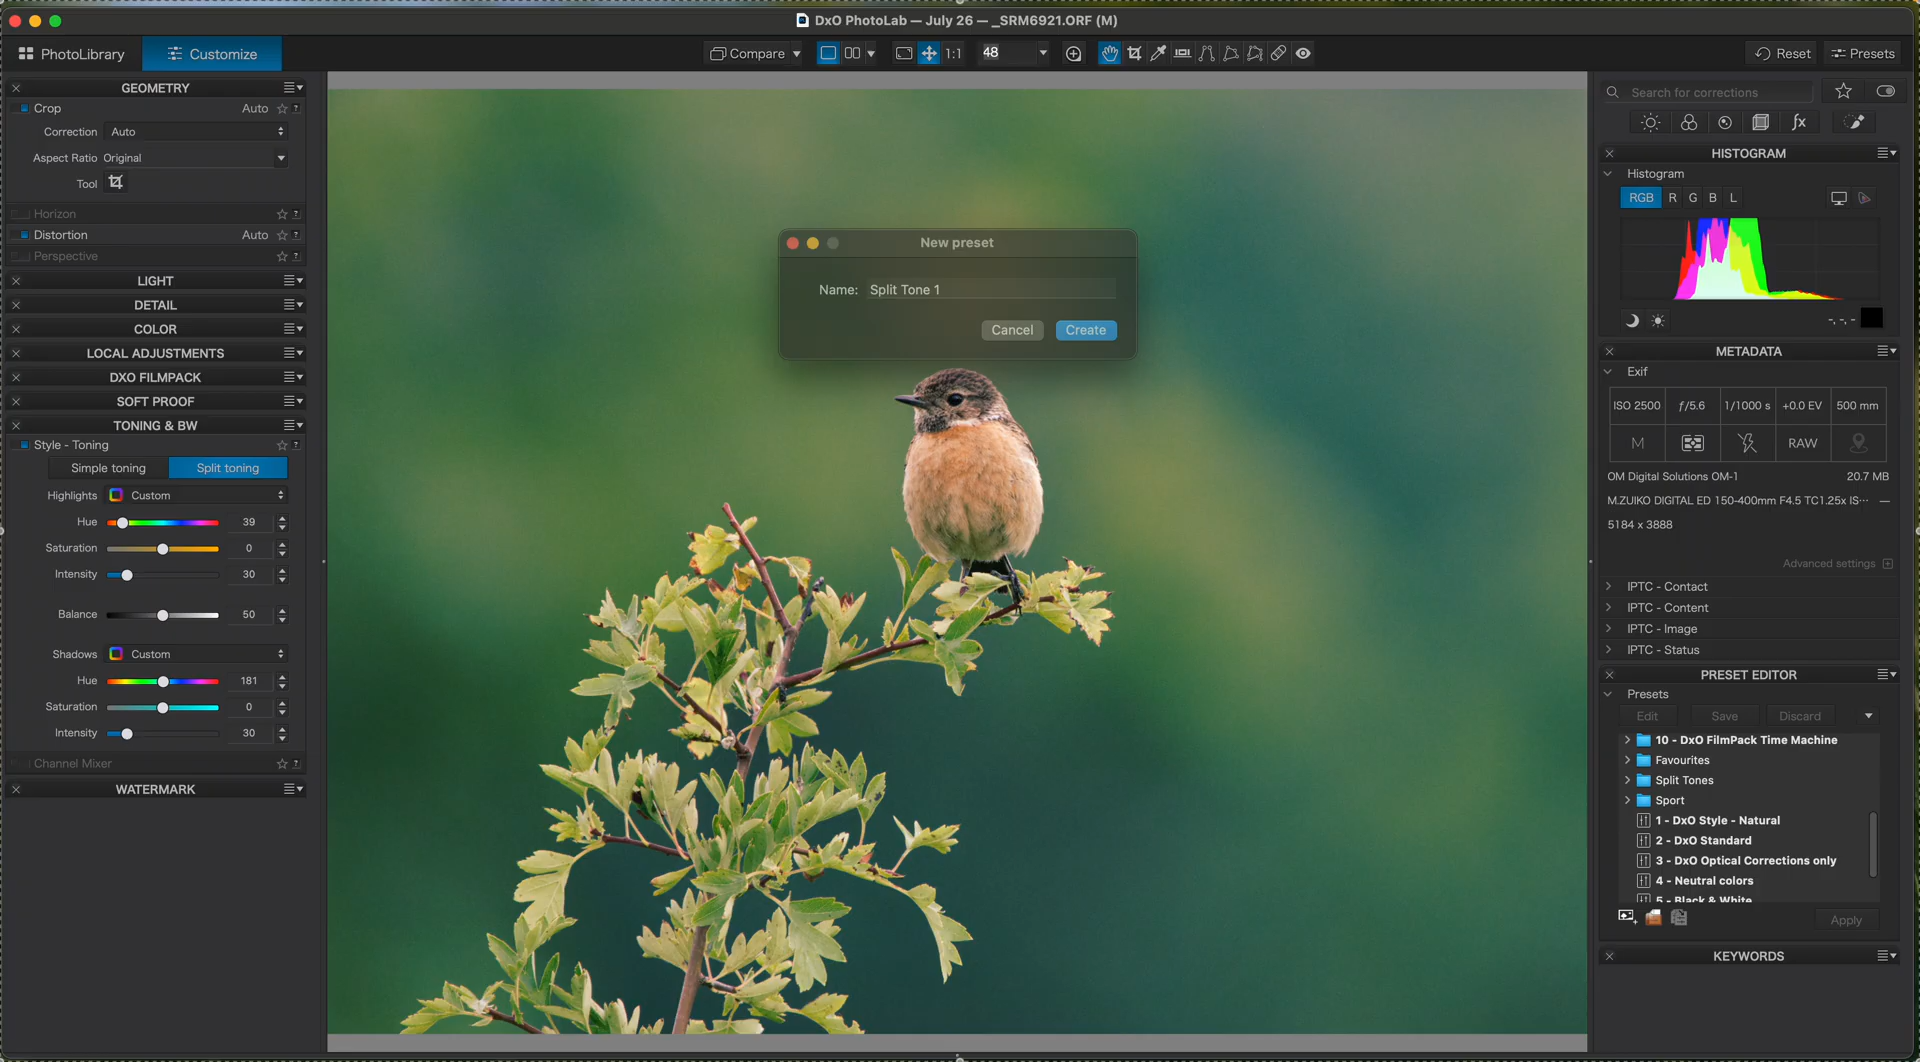 DxO PhotoLab — July 26 — _SRM6921.ORF (M)
PhotoLibrary
Customize
Compare
1:1
48
Reset
Presets
GEOMETRY
Crop Auto
Correction Auto
Aspect Ratio Original
Tool
Horizon
Distortion Auto
Perspective
LIGHT
DETAIL
COLOR
LOCAL ADJUSTMENTS
DXO FILMPACK
SOFT PROOF
TONING & BW
Style - Toning
Simple toning Split toning
Highlights Custom
Hue 39
Saturation 0
Intensity 30
Balance 50
Shadows Custom
Hue 181
Saturation 0
Intensity 30
Channel Mixer
WATERMARK
New preset
Name: Split Tone 1
Cancel Create
Search for corrections
fx
HISTOGRAM
Histogram
RGB R G B L
-, -, -
METADATA
Exif
ISO 2500 ƒ/5.6 1/1000 s +0.0 EV 500 mm
M RAW
OM Digital Solutions OM-1 20.7 MB
M.ZUIKO DIGITAL ED 150-400mm F4.5 TC1.25x IS··· —
5184 x 3888
Advanced settings
IPTC - Contact
IPTC - Content
IPTC - Image
IPTC - Status
PRESET EDITOR
Presets
Edit Save Discard
10 - DxO FilmPack Time Machine
Favourites
Split Tones
Sport
1 - DxO Style - Natural
2 - DxO Standard
3 - DxO Optical Corrections only
4 - Neutral colors
5 - Black & White
Apply
KEYWORDS